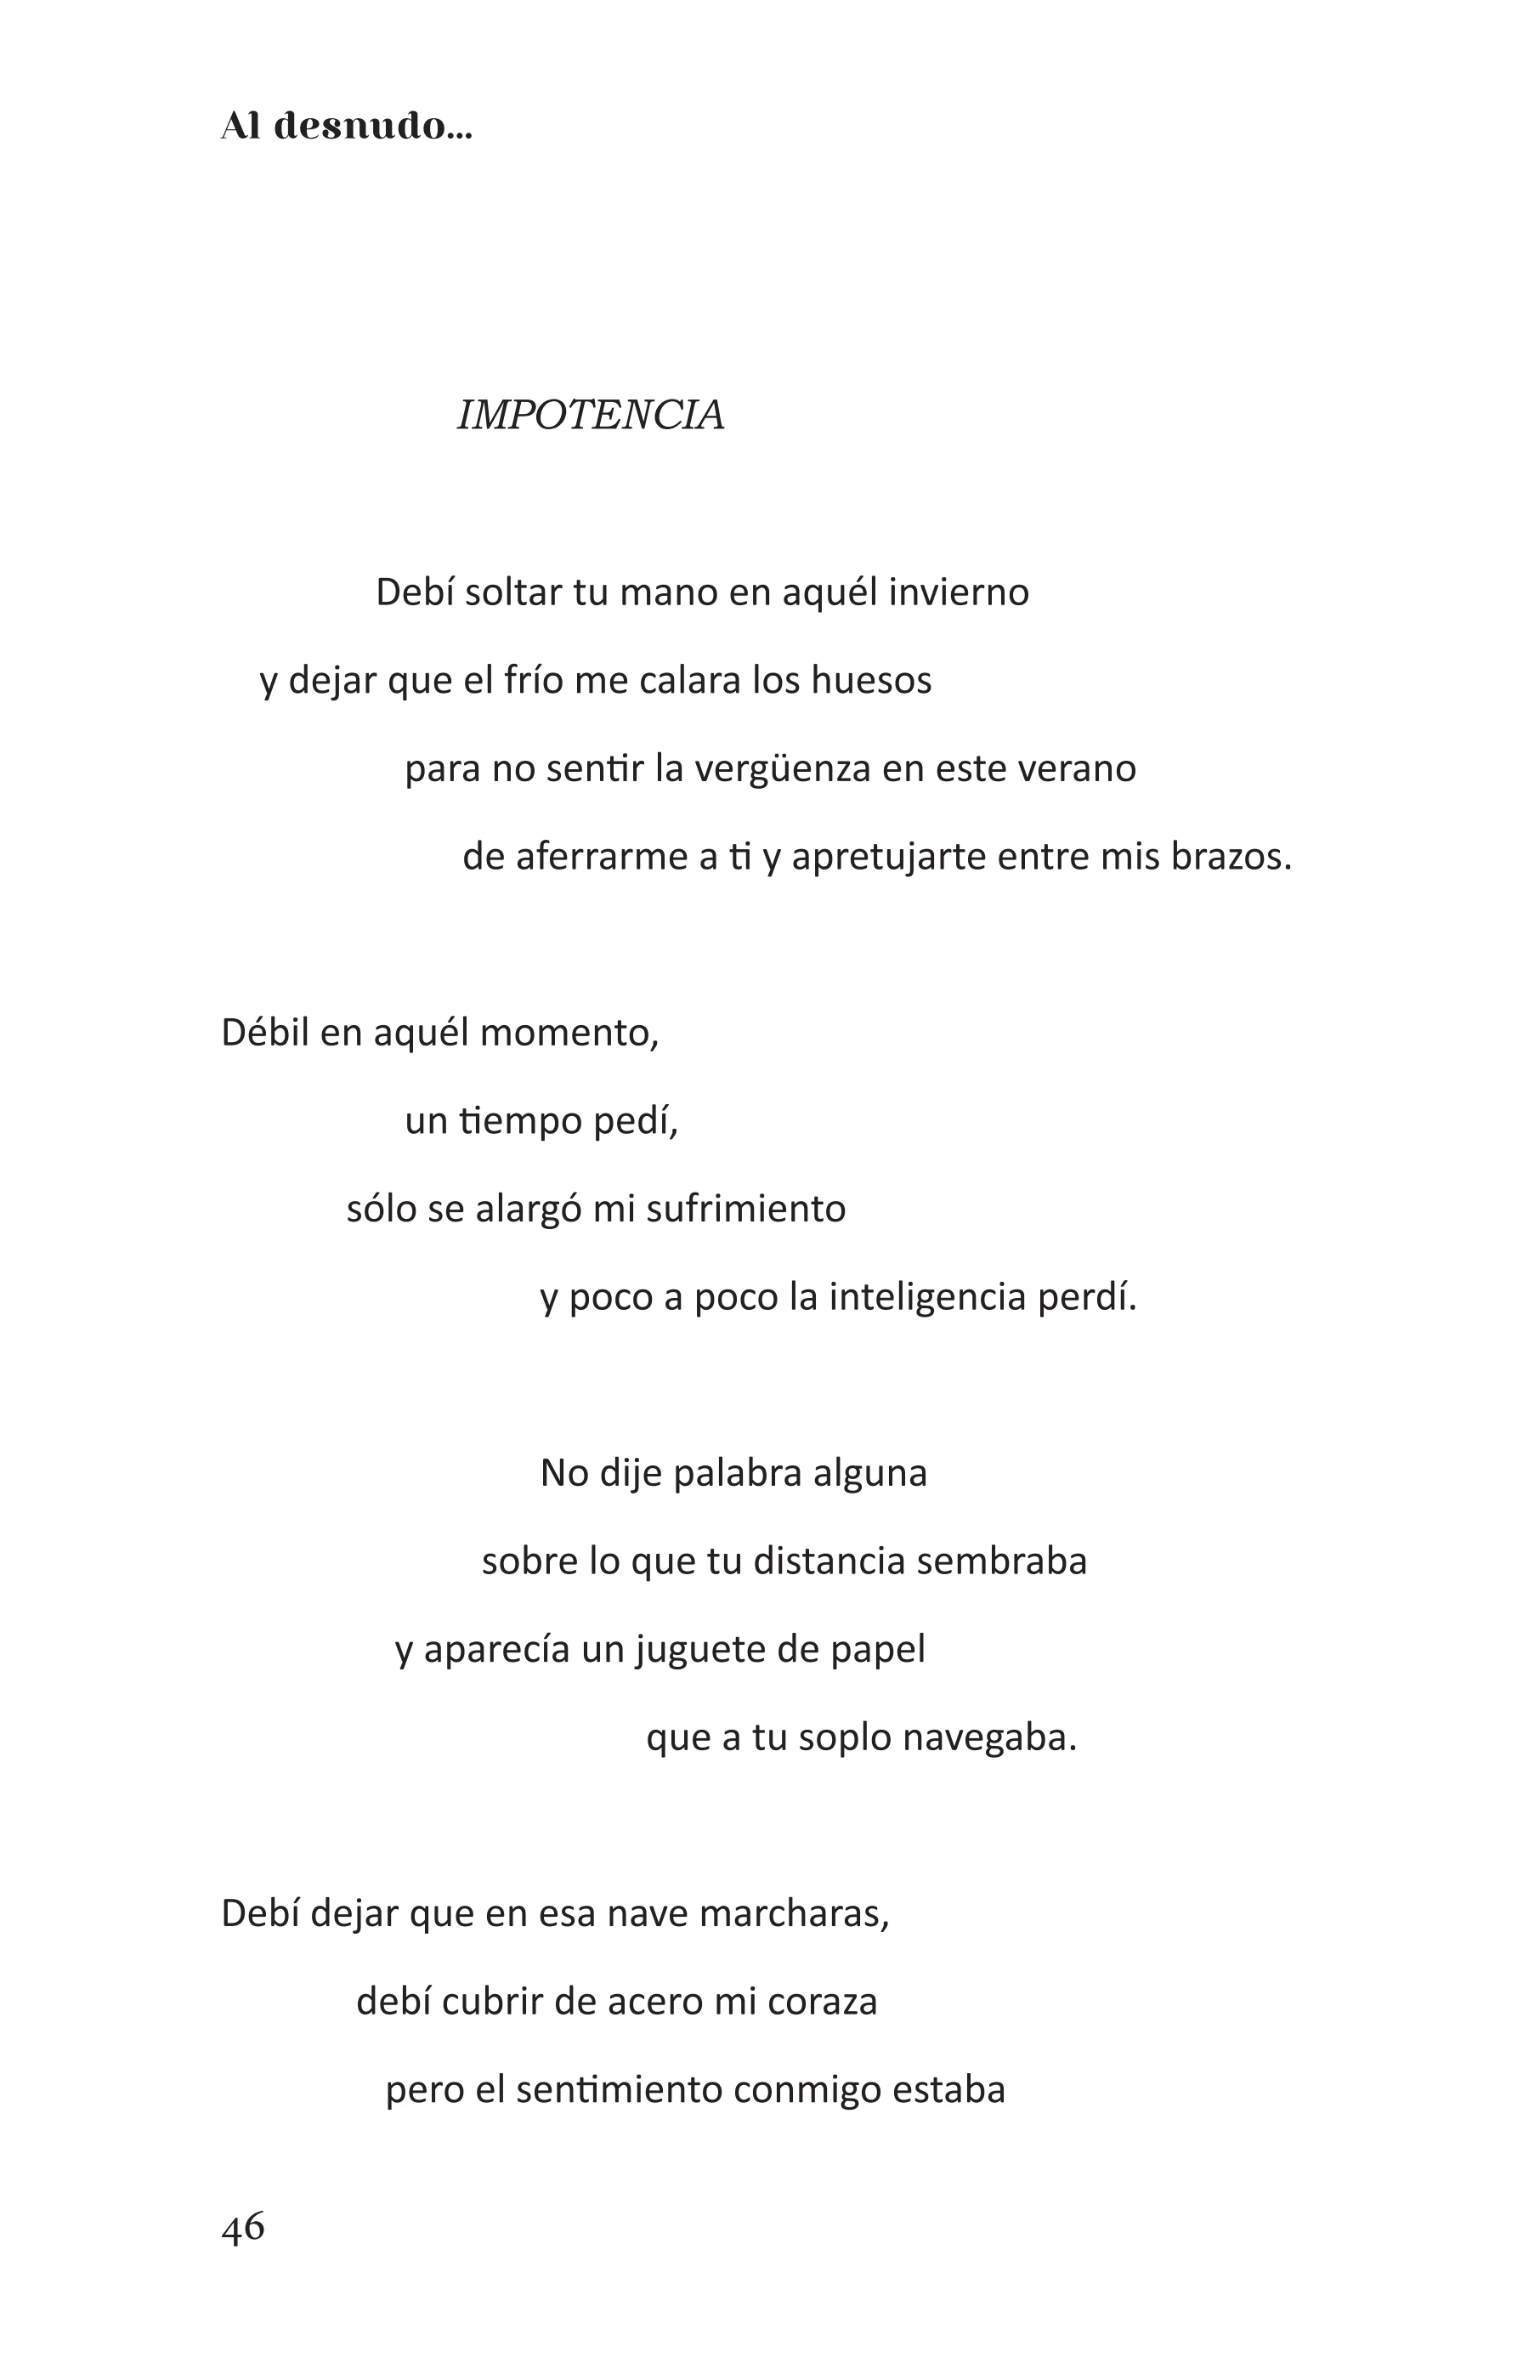 Al desnudo...
IMPOTENCIA
Debí soltar tu mano en aquél invierno
y dejar que el frío me calara los huesos
para no sentir la vergüenza en este verano
de aferrarme a ti y apretujarte entre mis brazos.
Débil en aquél momento,
un tiempo pedí,
sólo se alargó mi sufrimiento
y poco a poco la inteligencia perdí.
No dije palabra alguna
sobre lo que tu distancia sembraba
y aparecía un juguete de papel
que a tu soplo navegaba.
Debí dejar que en esa nave marcharas,
debí cubrir de acero mi coraza
pero el sentimiento conmigo estaba
46